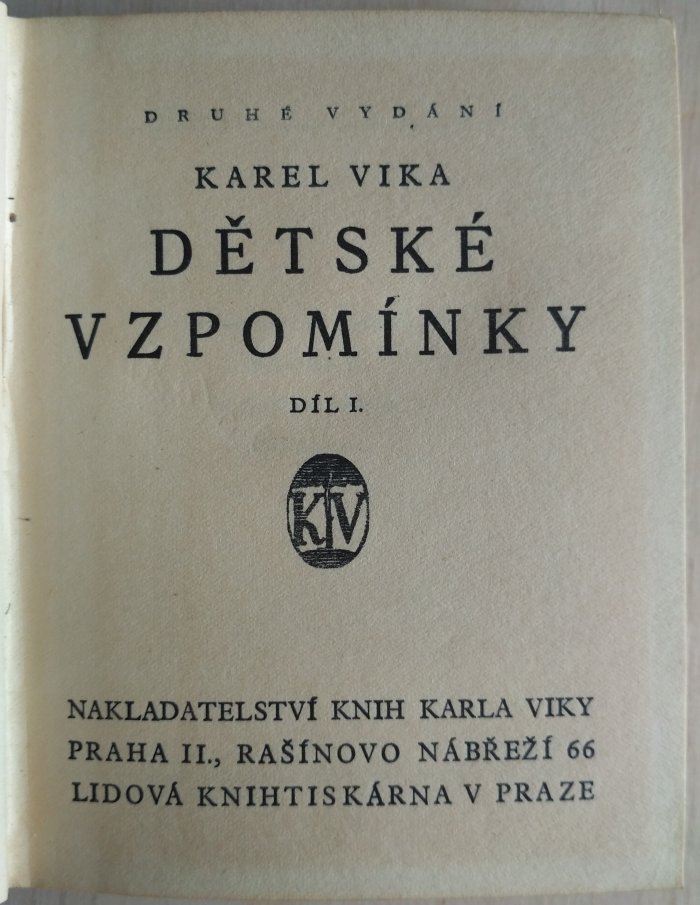 DRUHÉ VYDÁNÍ
KAREL VIKA
DĚTSKÉ
VZPOMÍNKY
DÍL I.
KV
NAKLADATELSTVÍ KNIH KARLA VIKY
PRAHA II., RAŠÍNOVO NÁBŘEŽÍ 66
LIDOVÁ KNIHTISKÁRNA V PRAZE